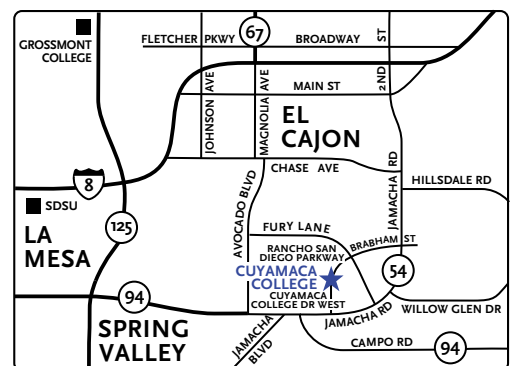 GROSSMONT
COLLEGE
FLETCHER PKWY
67
BROADWAY
2ND ST
MAIN ST
JOHNSON AVE
MAGNOLIA AVE
EL
CAJON
CHASE AVE
JAMACHA RD
HILLSDALE RD
8
SDSU
125
LA
MESA
AVOCADO BLVD
FURY LANE
RANCHO SAN
DIEGO PARKWAY
BRABHAM ST
CUYAMACA
COLLEGE
54
CUYAMACA
COLLEGE DR WEST
94
JAMACHA RD
WILLOW GLEN DR
SPRING
VALLEY
JAMACHA
BLVD
CAMPO RD
94